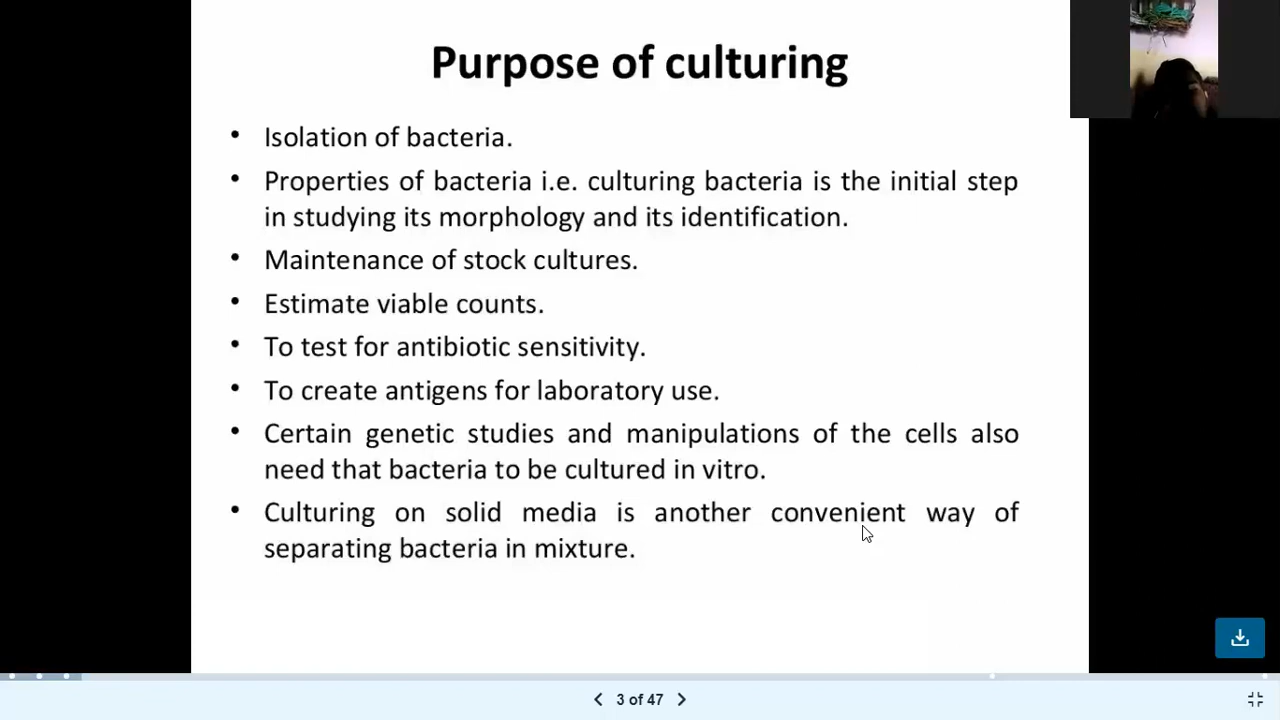 Purpose of culturing
• Isolation of bacteria.
• Properties of bacteria i.e. culturing bacteria is the initial step
in studying its morphology and its identification.
• Maintenance of stock cultures.
• Estimate viable counts.
• To test for antibiotic sensitivity.
• To create antigens for laboratory use.
• Certain genetic studies and manipulations of the cells also
need that bacteria to be cultured in vitro.
• Culturing on solid media is another convenient way of
separating bacteria in mixture.
3 of 47